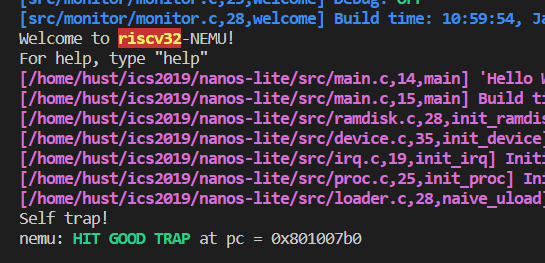 [src/monitor/monitor.c,25,welcome] Debug: OFF
[src/monitor/monitor.c,28,welcome] Build time: 10:59:54, Ja
Welcome to riscv32-NEMU!
For help, type "help"
[/home/hust/ics2019/nanos-lite/src/main.c,14,main] 'Hello W
[/home/hust/ics2019/nanos-lite/src/main.c,15,main] Build ti
[/home/hust/ics2019/nanos-lite/src/ramdisk.c,28,init_ramdis
[/home/hust/ics2019/nanos-lite/src/device.c,35,init_device]
[/home/hust/ics2019/nanos-lite/src/irq.c,19,init_irq] Initi
[/home/hust/ics2019/nanos-lite/src/proc.c,25,init_proc] Ini
[/home/hust/ics2019/nanos-lite/src/loader.c,28,naive_uload]
Self trap!
nemu: HIT GOOD TRAP at pc = 0x801007b0